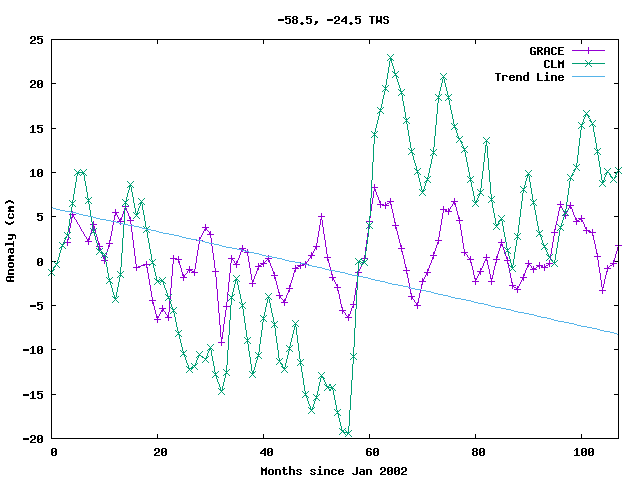 -58.5, -24.5 TWS
GRACE
CLM
Trend Line
25
20
15
10
5
0
-5
-10
-15
-20
Anomaly (cm)
0 20 40 60 80 100
Months since Jan 2002